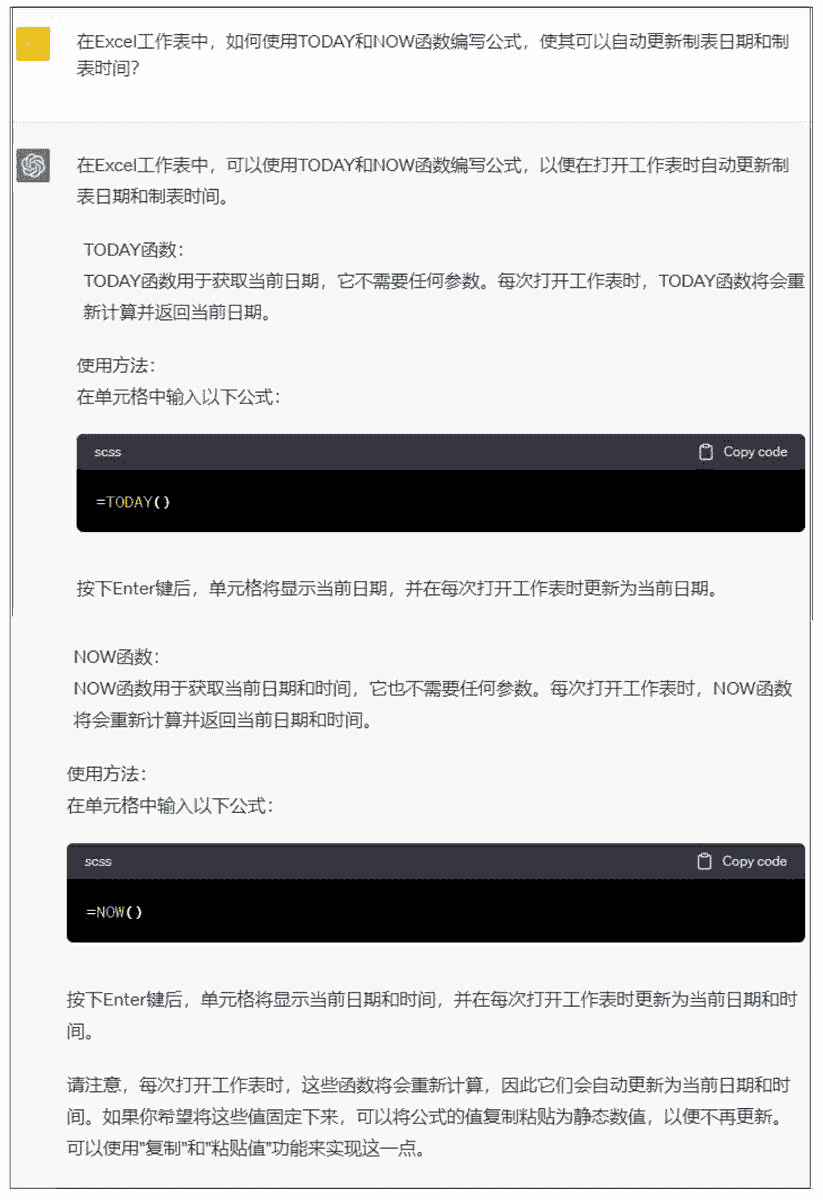 在Excel工作表中，如何使用TODAY和NOW函数编写公式，使其可以自动更新制表日期和制
表时间？
在Excel工作表中，可以使用TODAY和NOW函数编写公式，以便在打开工作表时自动更新制
表日期和制表时间。
TODAY函数：
TODAY函数用于获取当前日期，它不需要任何参数。每次打开工作表时，TODAY函数将会重
新计算并返回当前日期。
使用方法：
在单元格中输入以下公式：
scss Copy code
=TODAY()
按下Enter键后，单元格将显示当前日期，并在每次打开工作表时更新为当前日期。
NOW函数：
NOW函数用于获取当前日期和时间，它也不需要任何参数。每次打开工作表时，NOW函数
将会重新计算并返回当前日期和时间。
使用方法：
在单元格中输入以下公式：
scss Copy code
=NOW()
按下Enter键后，单元格将显示当前日期和时间，并在每次打开工作表时更新为当前日期和时
间。
请注意，每次打开工作表时，这些函数将会重新计算，因此它们会自动更新为当前日期和时
间。如果你希望将这些值固定下来，可以将公式的值复制粘贴为静态数值，以便不再更新。
可以使用"复制"和"粘贴值"功能来实现这一点。